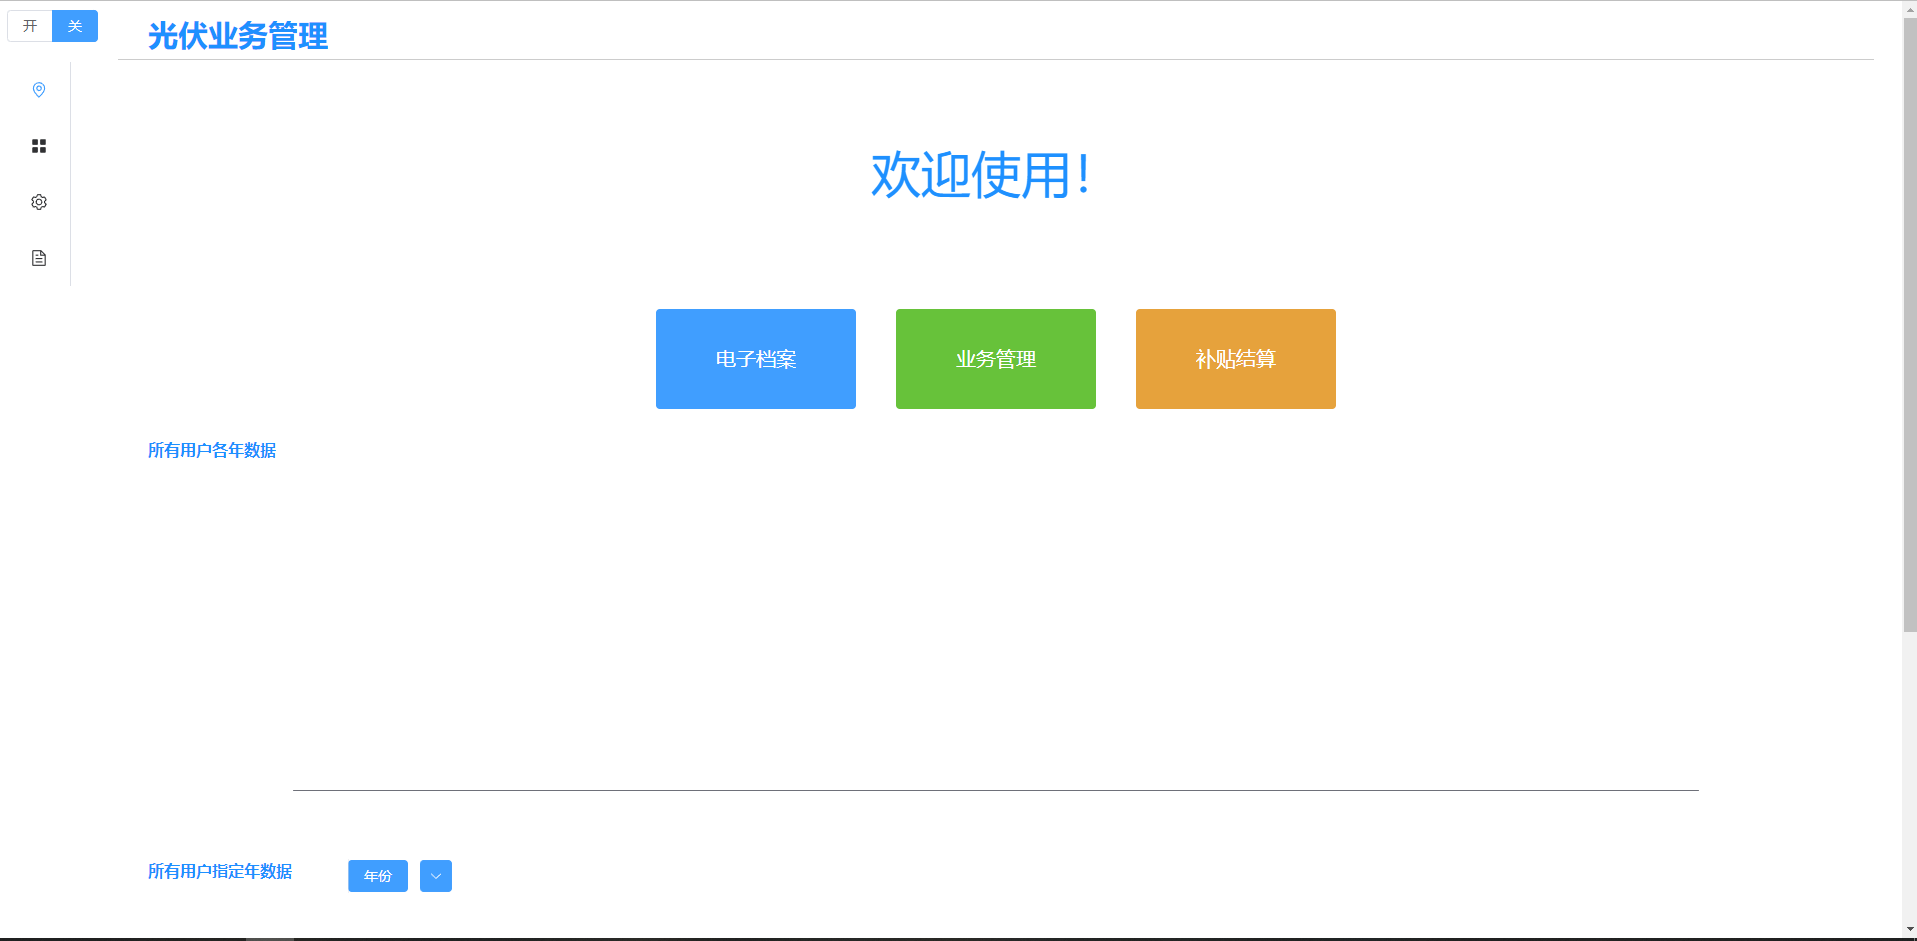 开 关
光伏业务管理
欢迎使用!
电子档案
业务管理
补贴结算
所有用户各年数据
所有用户指定年数据
年份